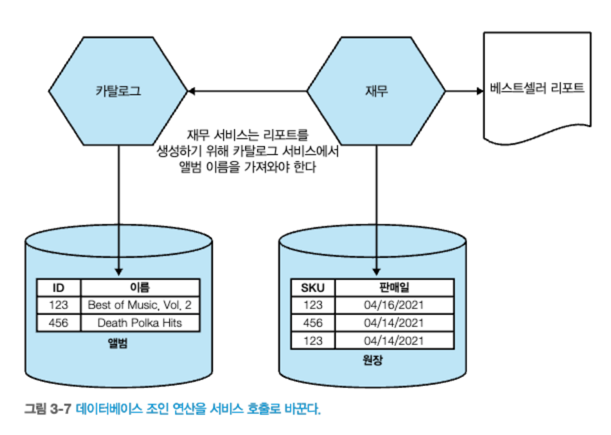 카탈로그
재무
베스트셀러 리포트
재무 서비스는 리포트를
생성하기 위해 카탈로그 서비스에서
앨범 이름을 가져와야 한다
ID 이름
123 Best of Music, Vol. 2
456 Death Polka Hits
앨범
SKU 판매일
123 04/16/2021
456 04/14/2021
123 04/14/2021
원장
그림 3-7 데이터베이스 조인 연산을 서비스 호출로 바꾼다.